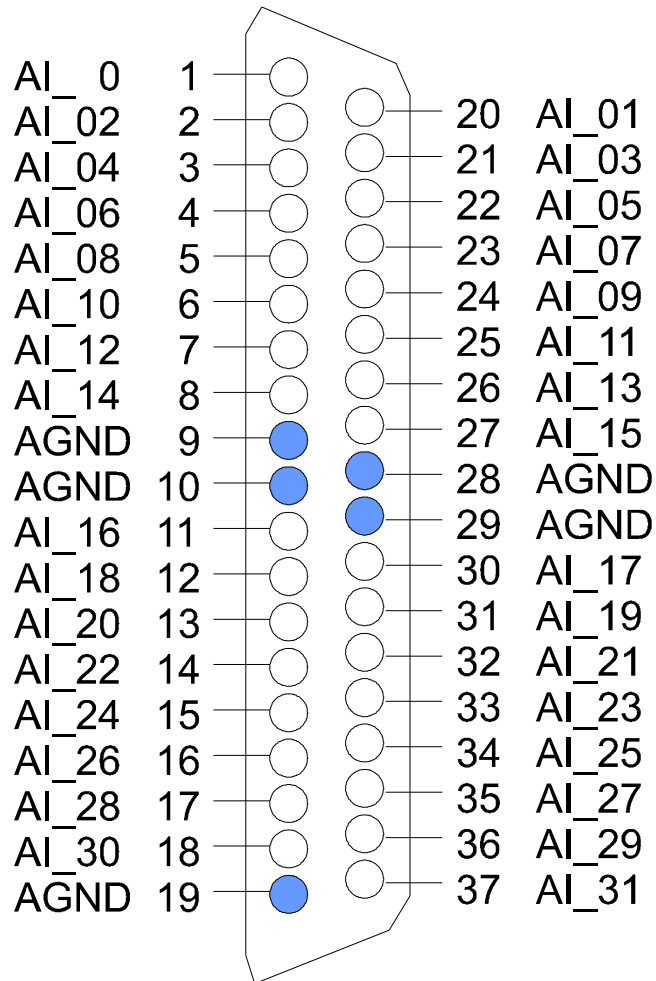 AI_ 0 1
AI_02 2
AI_04 3
AI_06 4
AI_08 5
AI_10 6
AI_12 7
AI_14 8
AGND 9
AGND 10
AI_16 11
AI_18 12
AI_20 13
AI_22 14
AI_24 15
AI_26 16
AI_28 17
AI_30 18
AGND 19
20 AI_01
21 AI_03
22 AI_05
23 AI_07
24 AI_09
25 AI_11
26 AI_13
27 AI_15
28 AGND
29 AGND
30 AI_17
31 AI_19
32 AI_21
33 AI_23
34 AI_25
35 AI_27
36 AI_29
37 AI_31